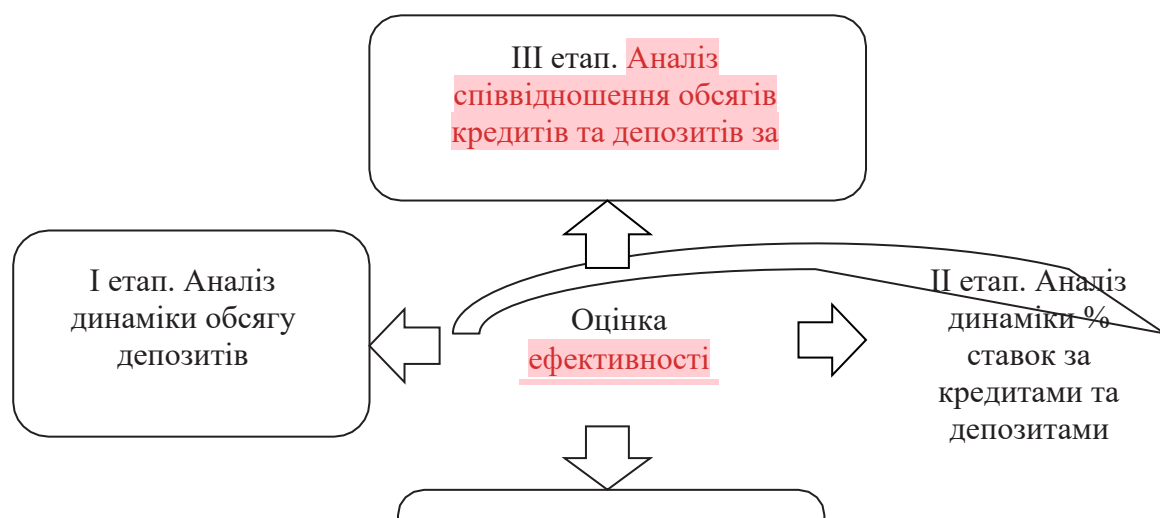 III етап. Аналіз
співвідношення обсягів
кредитів та депозитів за
I етап. Аналіз
динаміки обсягу
депозитів
Оцінка
ефективності
II етап. Аналіз
динаміки %
ставок за
кредитами та
депозитами